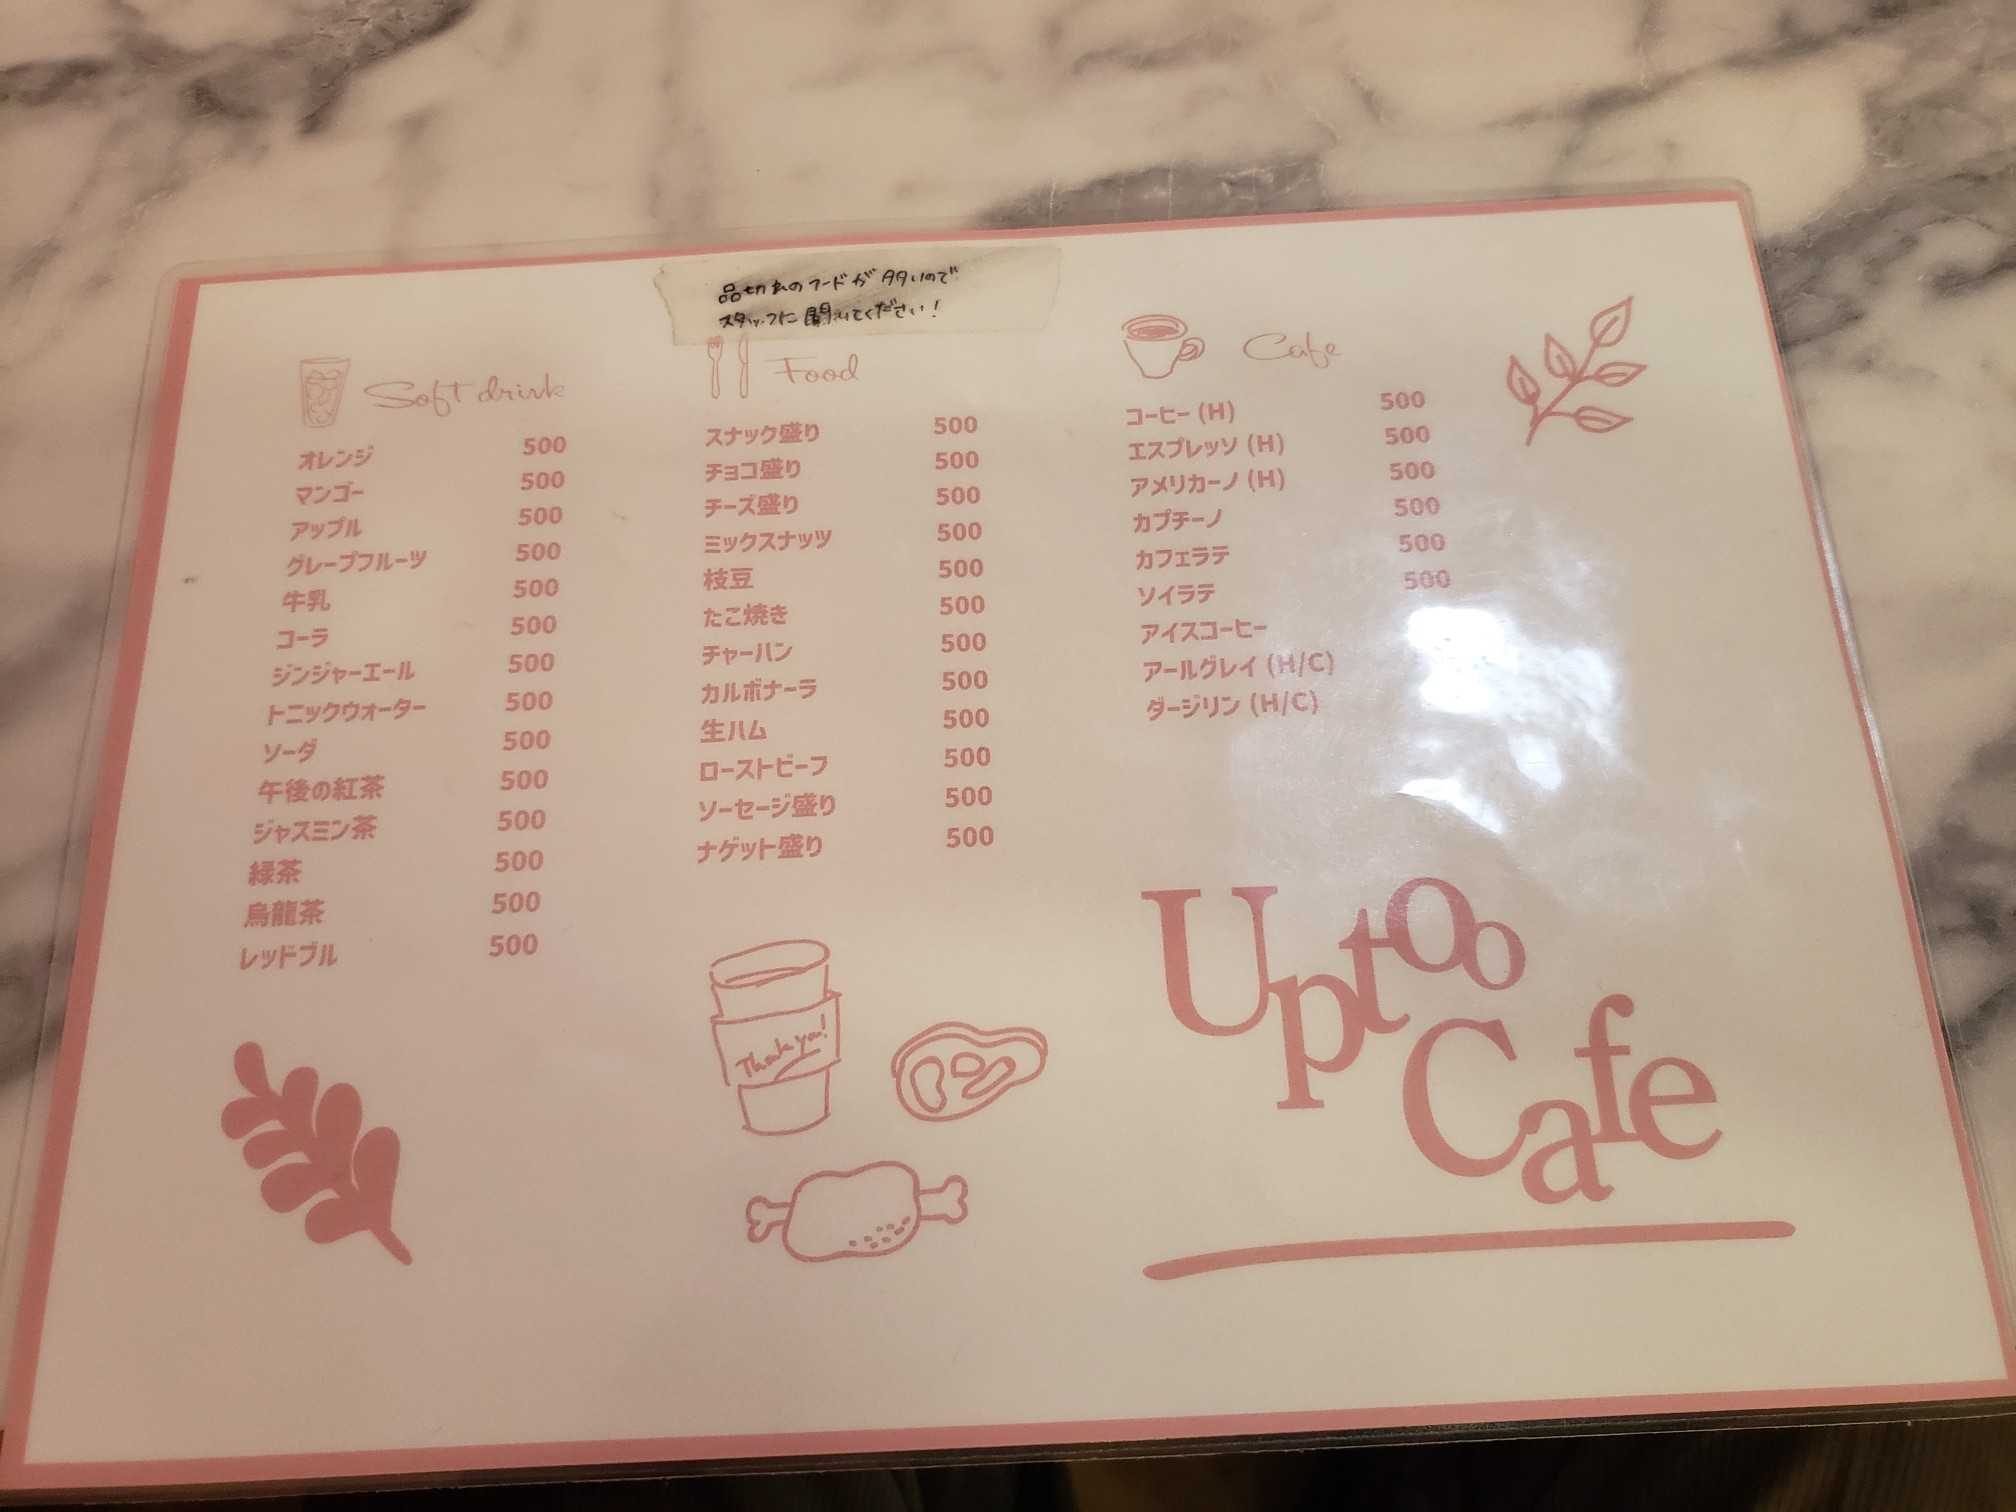 品切れのフードが多いので
スタッフに聞いてください!
Soft drink
オレンジ 500
マンゴー 500
アップル 500
グレープフルーツ 500
牛乳 500
コーラ 500
ジンジャーエール 500
トニックウォーター 500
ソーダ 500
午後の紅茶 500
ジャスミン茶 500
緑茶 500
烏龍茶 500
レッドブル 500
Food
スナック盛り 500
チョコ盛り 500
チーズ盛り 500
ミックスナッツ 500
枝豆 500
たこ焼き 500
チャーハン 500
カルボナーラ 500
生ハム 500
ローストビーフ 500
ソーセージ盛り 500
ナゲット盛り 500
Thank you!
Cafe
コーヒー (H) 500
エスプレッソ (H) 500
アメリカーノ (H) 500
カプチーノ 500
カフェラテ 500
ソイラテ 500
アイスコーヒー
アールグレイ (H/C)
ダージリン (H/C)
Uptoo
Cafe